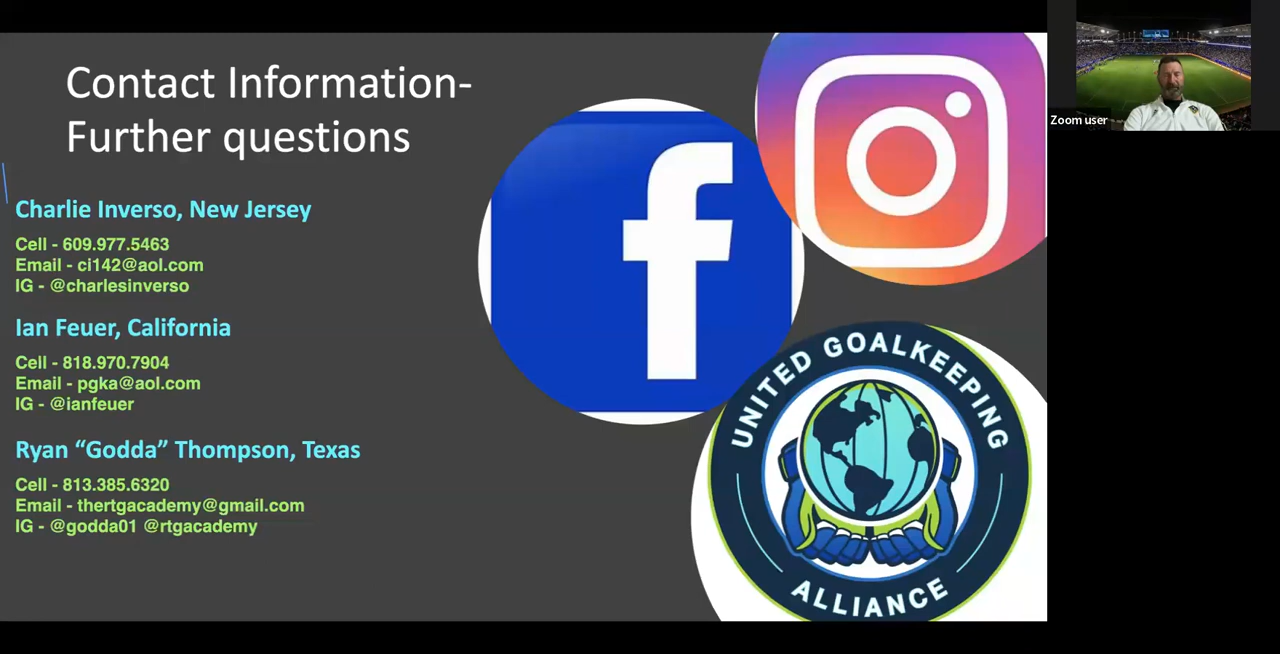 Contact Information-
Further questions
Charlie Inverso, New Jersey
Cell - 609.977.5463
Email - ci142@aol.com
IG - @charlesinverso
Ian Feuer, California
Cell - 818.970.7904
Email - pgka@aol.com
IG - @ianfeuer
Ryan “Godda” Thompson, Texas
Cell - 813.385.6320
Email - thertgacademy@gmail.com
IG - @godda01 @rtgacademy
UNITED GOALKEEPING
ALLIANCE
Zoom user